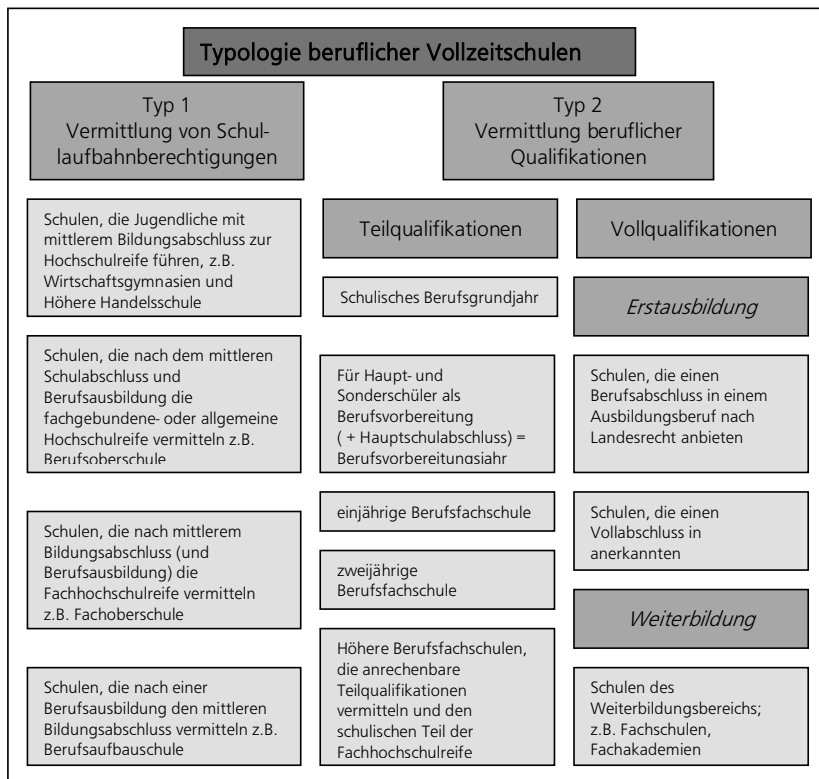 Typologie beruflicher Vollzeitschulen
Typ 1
Vermittlung von Schul-
laufbahnberechtigungen
Typ 2
Vermittlung beruflicher
Qualifikationen
Schulen, die Jugendliche mit
mittlerem Bildungsabschluss zur
Hochschulreife führen, z.B.
Wirtschaftsgymnasien und
Höhere Handelsschule
Schulen, die nach dem mittleren
Schulabschluss und
Berufsausbildung die
fachgebundene- oder allgemeine
Hochschulreife vermitteln z.B.
Berufsoberschule
Schulen, die nach mittlerem
Bildungsabschluss (und
Berufsausbildung) die
Fachhochschulreife vermitteln
z.B. Fachoberschule
Schulen, die nach einer
Berufsausbildung den mittleren
Bildungsabschluss vermitteln z.B.
Berufsaufbauschule
Teilqualifikationen
Schulisches Berufsgrundjahr
Für Haupt- und
Sonderschüler als
Berufsvorbereitung
( + Hauptschulabschluss) =
Berufsvorbereitungsjahr
einjährige Berufsfachschule
zweijährige
Berufsfachschule
Höhere Berufsfachschulen,
die anrechenbare
Teilqualifikationen
vermitteln und den
schulischen Teil der
Fachhochschulreife
Vollqualifikationen
Erstausbildung
Schulen, die einen
Berufsabschluss in einem
Ausbildungsberuf nach
Landesrecht anbieten
Schulen, die einen
Vollabschluss in
anerkannten
Weiterbildung
Schulen des
Weiterbildungsbereichs;
z.B. Fachschulen,
Fachakademien